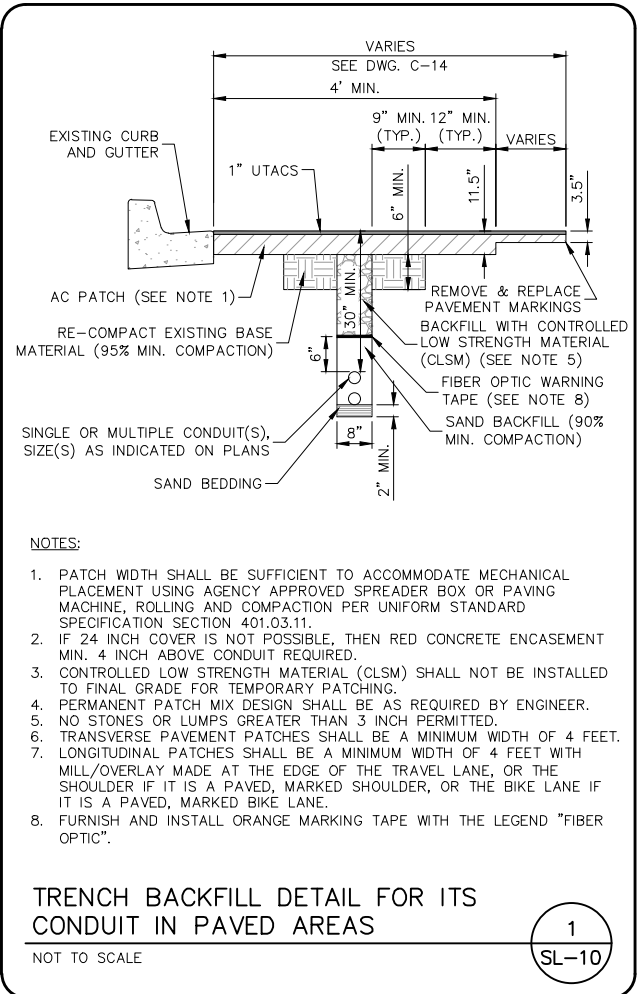 VARIES
SEE DWG. C-14
4' MIN.
9" MIN. 12" MIN.
(TYP.) (TYP.)
VARIES
EXISTING CURB
AND GUTTER
1" UTACS
6" MIN.
11.5"
3.5"
AC PATCH (SEE NOTE 1)
RE-COMPACT EXISTING BASE
MATERIAL (95% MIN. COMPACTION)
30" MIN.
6"
REMOVE & REPLACE
PAVEMENT MARKINGS
BACKFILL WITH CONTROLLED
LOW STRENGTH MATERIAL
(CLSM) (SEE NOTE 5)
FIBER OPTIC WARNING
TAPE (SEE NOTE 8)
SAND BACKFILL (90%
MIN. COMPACTION)
SINGLE OR MULTIPLE CONDUIT(S),
SIZE(S) AS INDICATED ON PLANS
8"
2" MIN.
SAND BEDDING
NOTES:
1. PATCH WIDTH SHALL BE SUFFICIENT TO ACCOMMODATE MECHANICAL
PLACEMENT USING AGENCY APPROVED SPREADER BOX OR PAVING
MACHINE, ROLLING AND COMPACTION PER UNIFORM STANDARD
SPECIFICATION SECTION 401.03.11.
2. IF 24 INCH COVER IS NOT POSSIBLE, THEN RED CONCRETE ENCASEMENT
MIN. 4 INCH ABOVE CONDUIT REQUIRED.
3. CONTROLLED LOW STRENGTH MATERIAL (CLSM) SHALL NOT BE INSTALLED
TO FINAL GRADE FOR TEMPORARY PATCHING.
4. PERMANENT PATCH MIX DESIGN SHALL BE AS REQUIRED BY ENGINEER.
5. NO STONES OR LUMPS GREATER THAN 3 INCH PERMITTED.
6. TRANSVERSE PAVEMENT PATCHES SHALL BE A MINIMUM WIDTH OF 4 FEET.
7. LONGITUDINAL PATCHES SHALL BE A MINIMUM WIDTH OF 4 FEET WITH
MILL/OVERLAY MADE AT THE EDGE OF THE TRAVEL LANE, OR THE
SHOULDER IF IT IS A PAVED, MARKED SHOULDER, OR THE BIKE LANE IF
IT IS A PAVED, MARKED BIKE LANE.
8. FURNISH AND INSTALL ORANGE MARKING TAPE WITH THE LEGEND "FIBER
OPTIC".
TRENCH BACKFILL DETAIL FOR ITS
CONDUIT IN PAVED AREAS
NOT TO SCALE
1
SL-10